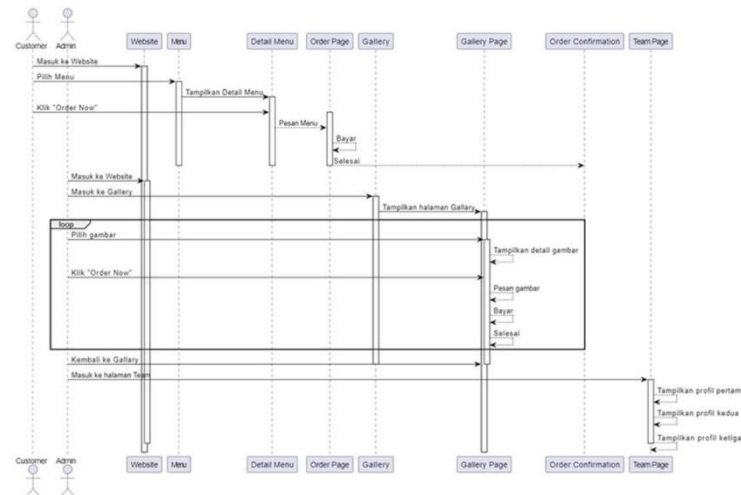 Customer Admin Website Menu Detail Menu Order Page Gallery Gallery Page Order Confirmation Team Page
Masuk ke Website
Pilih Menu
Tampilkan Detail Menu
Klik "Order Now"
Pesan Menu
Bayar
Selesai
Masuk ke Website
Masuk ke Gallery
Tampilkan halaman Gallary
loop
Pilih gambar
Tampilkan detail gambar
Klik "Order Now"
Pesan gambar
Bayar
Selesai
Kembali ke Gallary
Masuk ke halaman Team
Tampilkan profil pertam
Tampilkan profil kedua
Tampilkan profil ketiga
Customer Admin Website Menu Detail Menu Order Page Gallery Gallery Page Order Confirmation Team Page